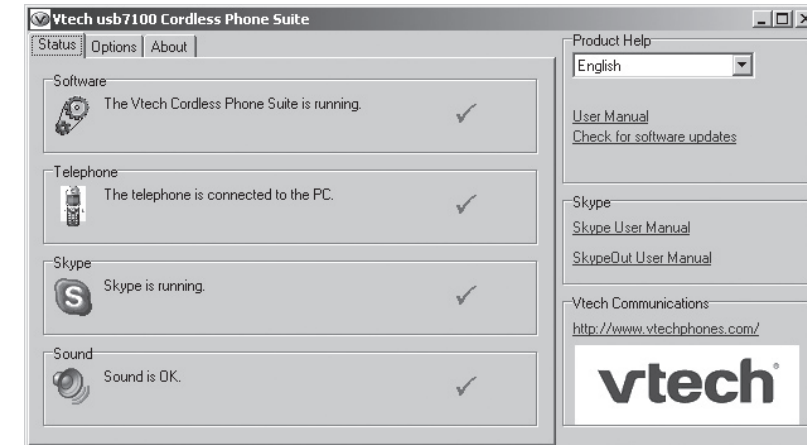 Vtech usb7100 Cordless Phone Suite
Status
Options
About
Software
The Vtech Cordless Phone Suite is running.
Telephone
The telephone is connected to the PC.
Skype
Skype is running.
Sound
Sound is OK.
Product Help
English
User Manual
Check for software updates
Skype
Skype User Manual
SkypeOut User Manual
Vtech Communications
http://www.vtechphones.com/
vtech